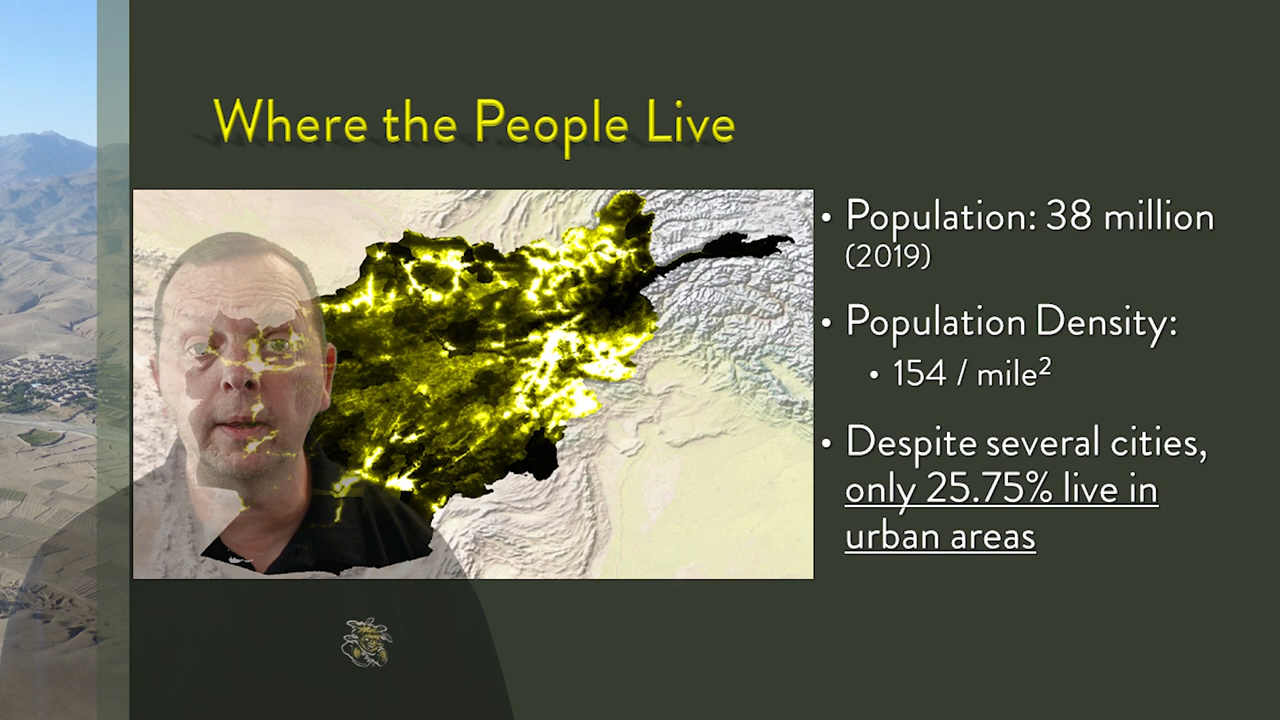 Where the People Live
• Population: 38 million
(2019)
• Population Density:
• 154 / mile²
• Despite several cities,
only 25.75% live in
urban areas